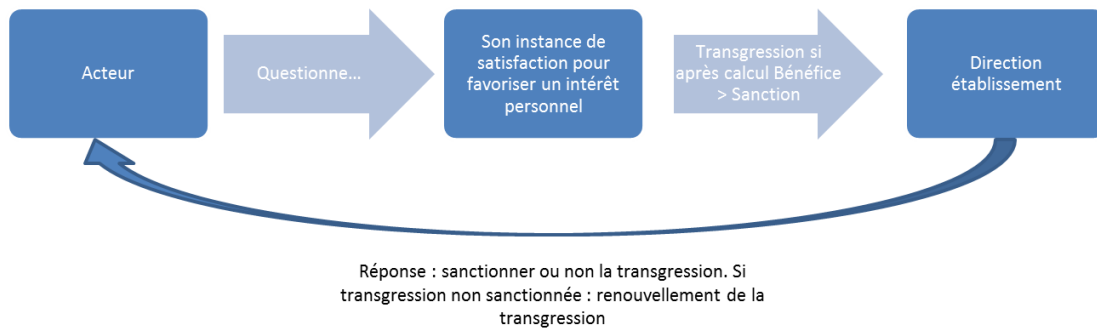 Acteur
Questionne...
Son instance de
satisfaction pour
favoriser un intérêt
personnel
Transgression si
après calcul Bénéfice
> Sanction
Direction
établissement
Réponse : sanctionner ou non la transgression. Si
transgression non sanctionnée : renouvellement de la
transgression